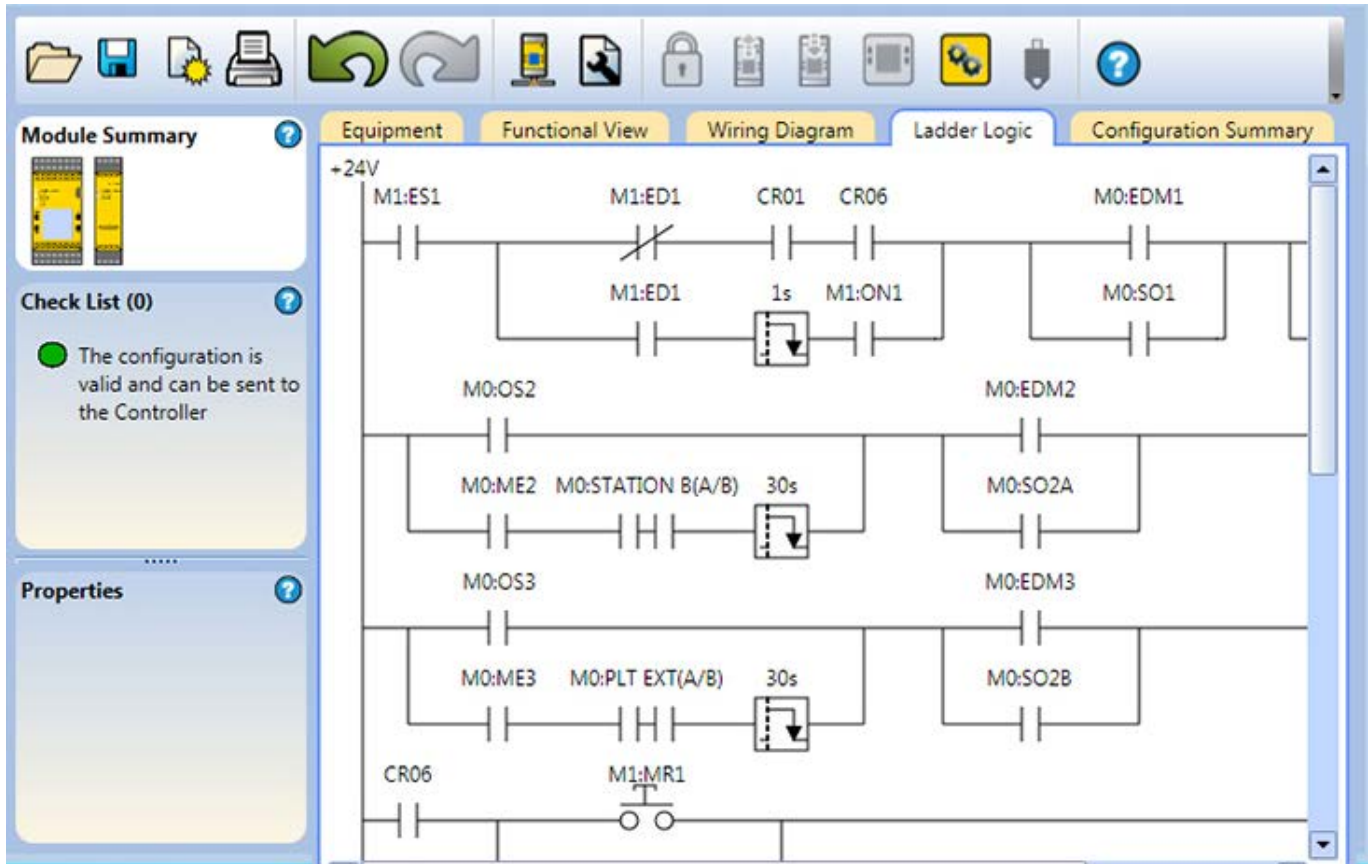 Module Summary
Check List (0)
The configuration is
valid and can be sent to
the Controller
Properties
Equipment
Functional View
Wiring Diagram
Ladder Logic
Configuration Summary
+24V
M1:ES1 M1:ED1 CR01 CR06 M0:EDM1
M1:ED1 1s M1:ON1 M0:SO1
M0:OS2 M0:EDM2
M0:ME2 M0:STATION B(A/B) 30s M0:SO2A
M0:OS3 M0:EDM3
M0:ME3 M0:PLT EXT(A/B) 30s M0:SO2B
CR06 M1:MR1